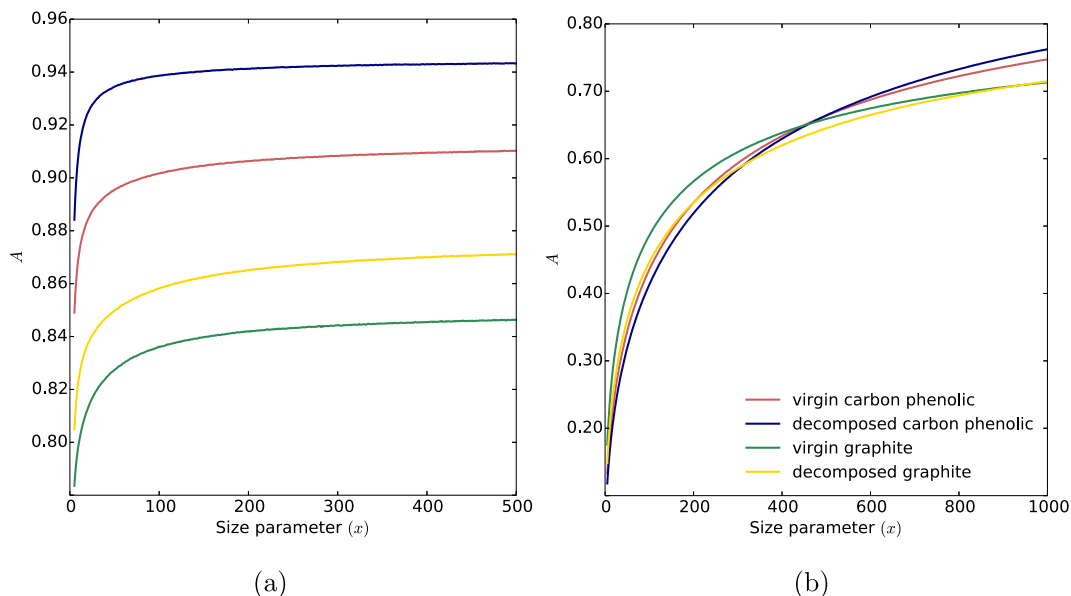 0.96
0.94
0.92
0.90
0.88
0.86
0.84
0.82
0.80
A
0 100 200 300 400 500
Size parameter (x)
(a)
0.80
0.70
0.60
0.50
0.40
0.30
0.20
A
virgin carbon phenolic
decomposed carbon phenolic
virgin graphite
decomposed graphite
0 200 400 600 800 1000
Size parameter (x)
(b)